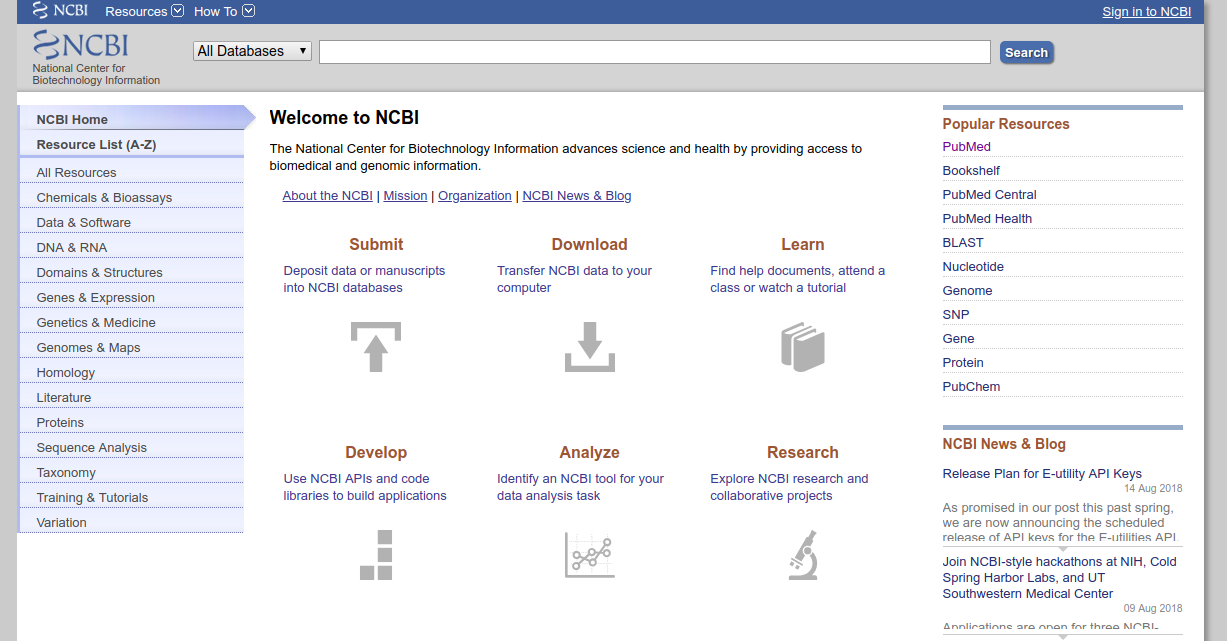 NCBI Resources How To Sign in to NCBI
NCBI
National Center for
Biotechnology Information
All Databases
Search
NCBI Home
Resource List (A-Z)
All Resources
Chemicals & Bioassays
Data & Software
DNA & RNA
Domains & Structures
Genes & Expression
Genetics & Medicine
Genomes & Maps
Homology
Literature
Proteins
Sequence Analysis
Taxonomy
Training & Tutorials
Variation
Welcome to NCBI
The National Center for Biotechnology Information advances science and health by providing access to
biomedical and genomic information.
About the NCBI | Mission | Organization | NCBI News & Blog
Submit
Deposit data or manuscripts
into NCBI databases
Download
Transfer NCBI data to your
computer
Learn
Find help documents, attend a
class or watch a tutorial
Develop
Use NCBI APIs and code
libraries to build applications
Analyze
Identify an NCBI tool for your
data analysis task
Research
Explore NCBI research and
collaborative projects
Popular Resources
PubMed
Bookshelf
PubMed Central
PubMed Health
BLAST
Nucleotide
Genome
SNP
Gene
Protein
PubChem
NCBI News & Blog
Release Plan for E-utility API Keys
14 Aug 2018
As promised in our post this past spring,
we are now announcing the scheduled
release of API keys for the E-utilities API.
Join NCBI-style hackathons at NIH, Cold
Spring Harbor Labs, and UT
Southwestern Medical Center
09 Aug 2018
Applications are open for three NCBI-